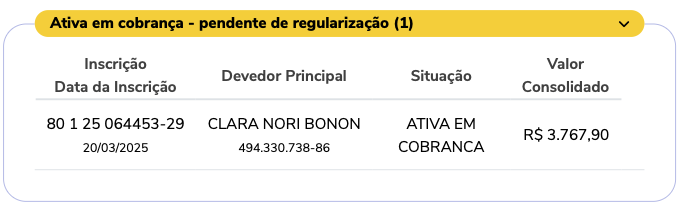 Ativa em cobrança - pendente de regularização (1)
Inscrição
Data da Inscrição
Devedor Principal
Situação
Valor
Consolidado
80 1 25 064453-29
20/03/2025
CLARA NORI BONON
494.330.738-86
ATIVA EM
COBRANCA
R$ 3.767,90